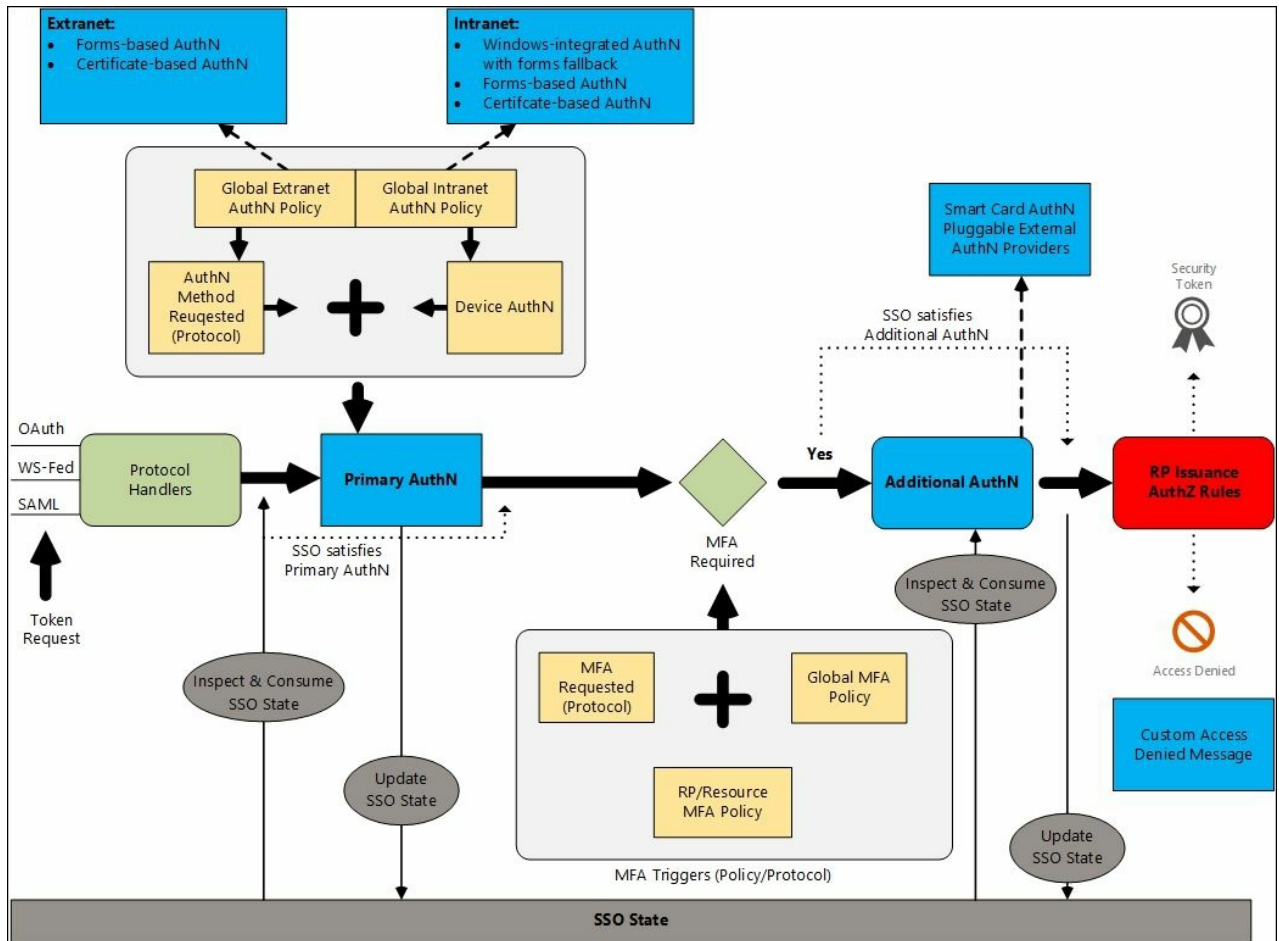 Extranet:
• Forms-based AuthN
• Certificate-based AuthN
Intranet:
• Windows-integrated AuthN
with forms fallback
• Forms-based AuthN
• Certifcate-based AuthN
Global Extranet
AuthN Policy
Global Intranet
AuthN Policy
AuthN
Method
Reuqested
(Protocol)
Device AuthN
Smart Card AuthN
Pluggable External
AuthN Providers
Security
Token
SSO satisfies
Additional AuthN
OAuth
WS-Fed
SAML
Protocol
Handlers
Primary AuthN
Yes
Additional AuthN
RP Issuance
AuthZ Rules
SSO satisfies
Primary AuthN
MFA
Required
Token
Request
Inspect & Consume
SSO State
Inspect & Consume
SSO State
MFA
Requested
(Protocol)
Global MFA
Policy
RP/Resource
MFA Policy
Access Denied
Custom Access
Denied Message
Update
SSO State
Update
SSO State
MFA Triggers (Policy/Protocol)
SSO State